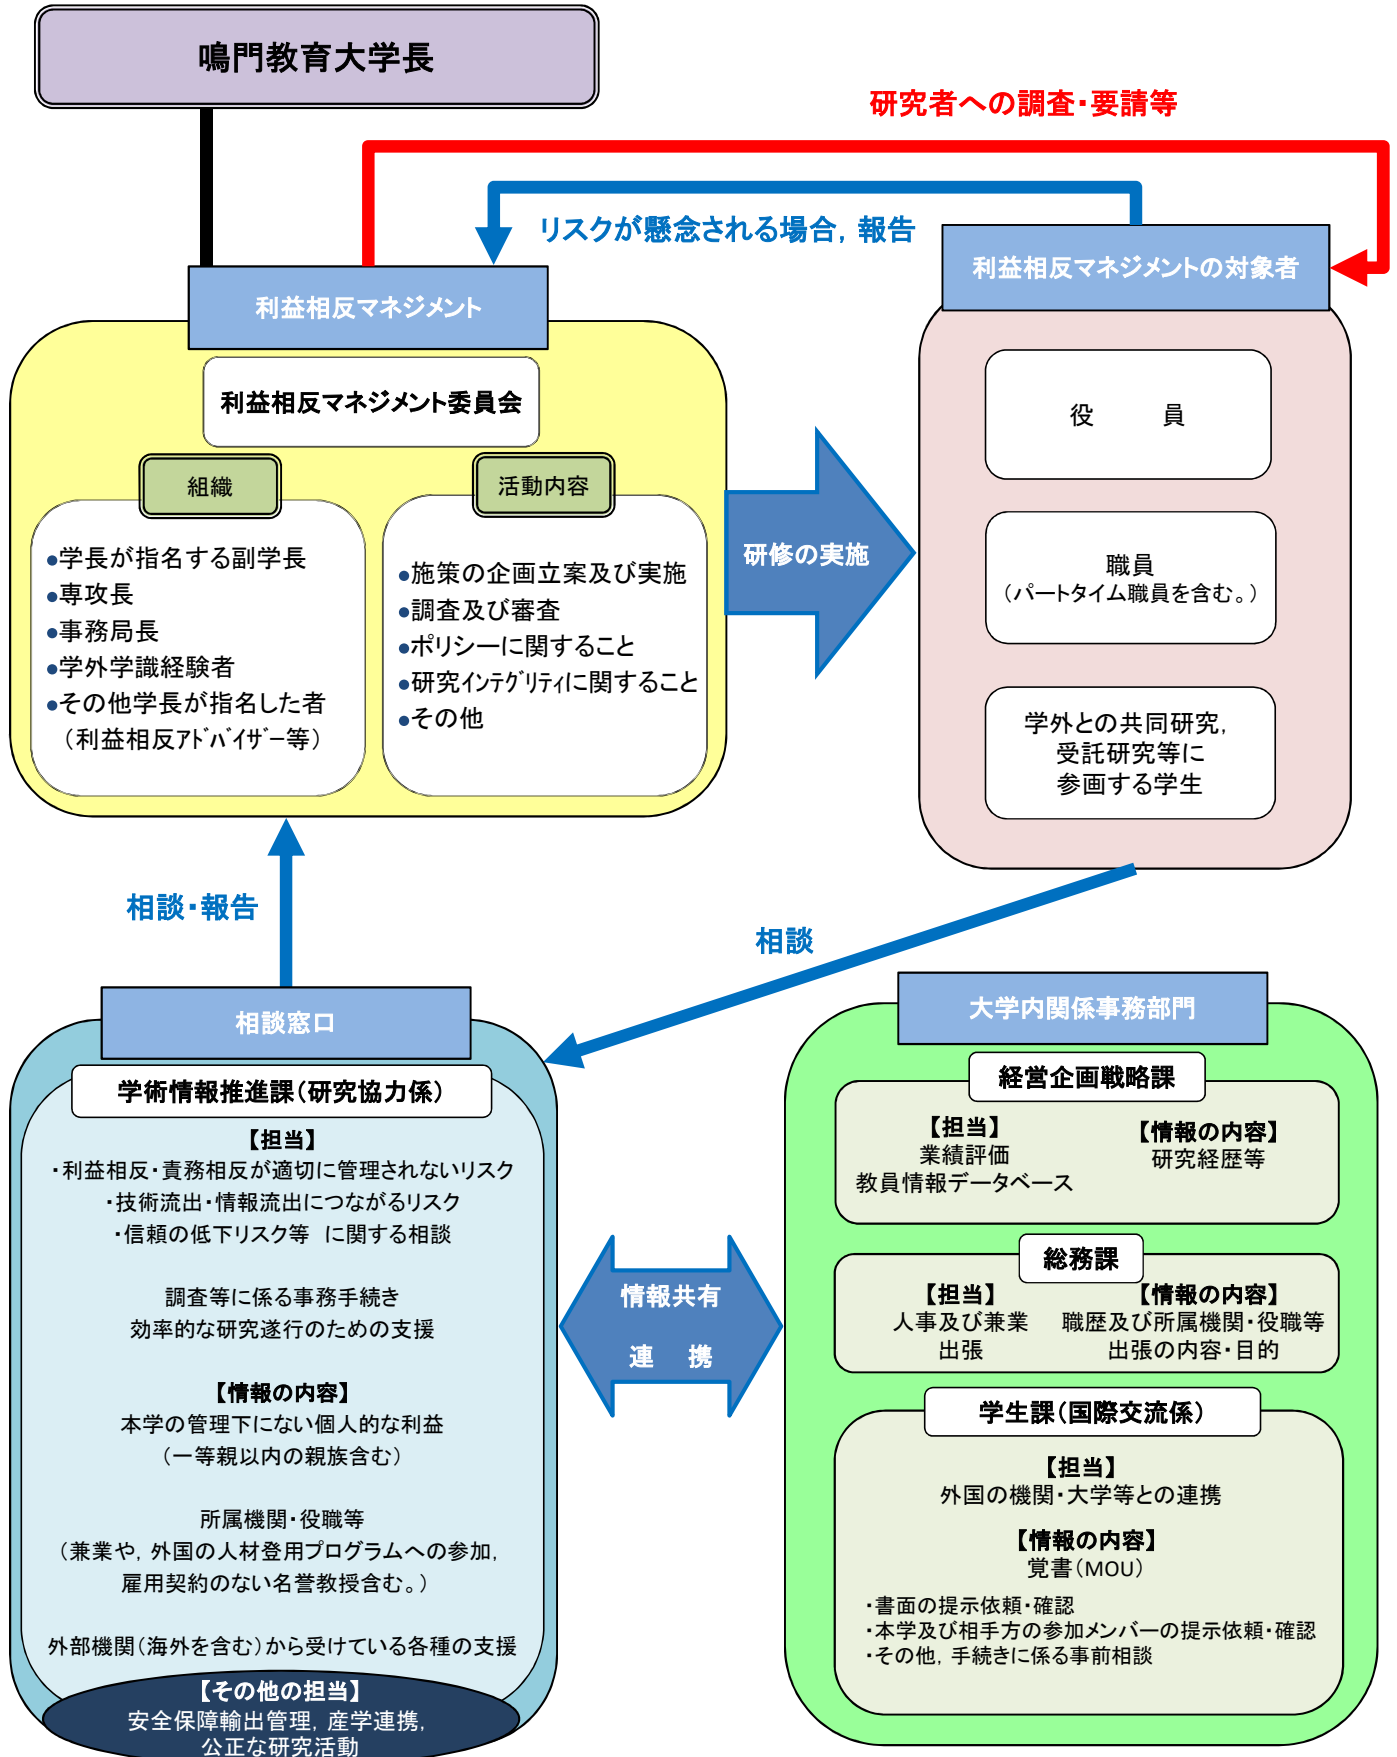 鳴門教育大学長
研究者への調査・要請等
リスクが懸念される場合，報告
利益相反マネジメント
利益相反マネジメント委員会
組織
●学長が指名する副学長
●専攻長
●事務局長
●学外学識経験者
●その他学長が指名した者
（利益相反ｱﾄﾞﾊﾞｲｻﾞｰ等）
活動内容
●施策の企画立案及び実施
●調査及び審査
●ポリシーに関すること
●研究ｲﾝﾃｸﾞﾘﾃｨに関すること
●その他
研修の実施
利益相反マネジメントの対象者
役　員
職員
（パートタイム職員を含む。）
学外との共同研究，
受託研究等に
参画する学生
相談・報告
相談
相談窓口
学術情報推進課（研究協力係）
【担当】
・利益相反・責務相反が適切に管理されないリスク
・技術流出・情報流出につながるリスク
・信頼の低下リスク等　に関する相談
調査等に係る事務手続き
効率的な研究遂行のための支援
【情報の内容】
本学の管理下にない個人的な利益
（一等親以内の親族含む）
所属機関・役職等
（兼業や，外国の人材登用プログラムへの参加，
雇用契約のない名誉教授含む。）
外部機関（海外を含む）から受けている各種の支援
【その他の担当】
安全保障輸出管理，産学連携，
公正な研究活動
情報共有
連　携
大学内関係事務部門
経営企画戦略課
【担当】
業績評価
教員情報データベース
【情報の内容】
研究経歴等
総務課
【担当】
人事及び兼業
出張
【情報の内容】
職歴及び所属機関・役職等
出張の内容・目的
学生課（国際交流係）
【担当】
外国の機関・大学等との連携
【情報の内容】
覚書（MOU）
・書面の提示依頼・確認
・本学及び相手方の参加メンバーの提示依頼・確認
・その他，手続きに係る事前相談